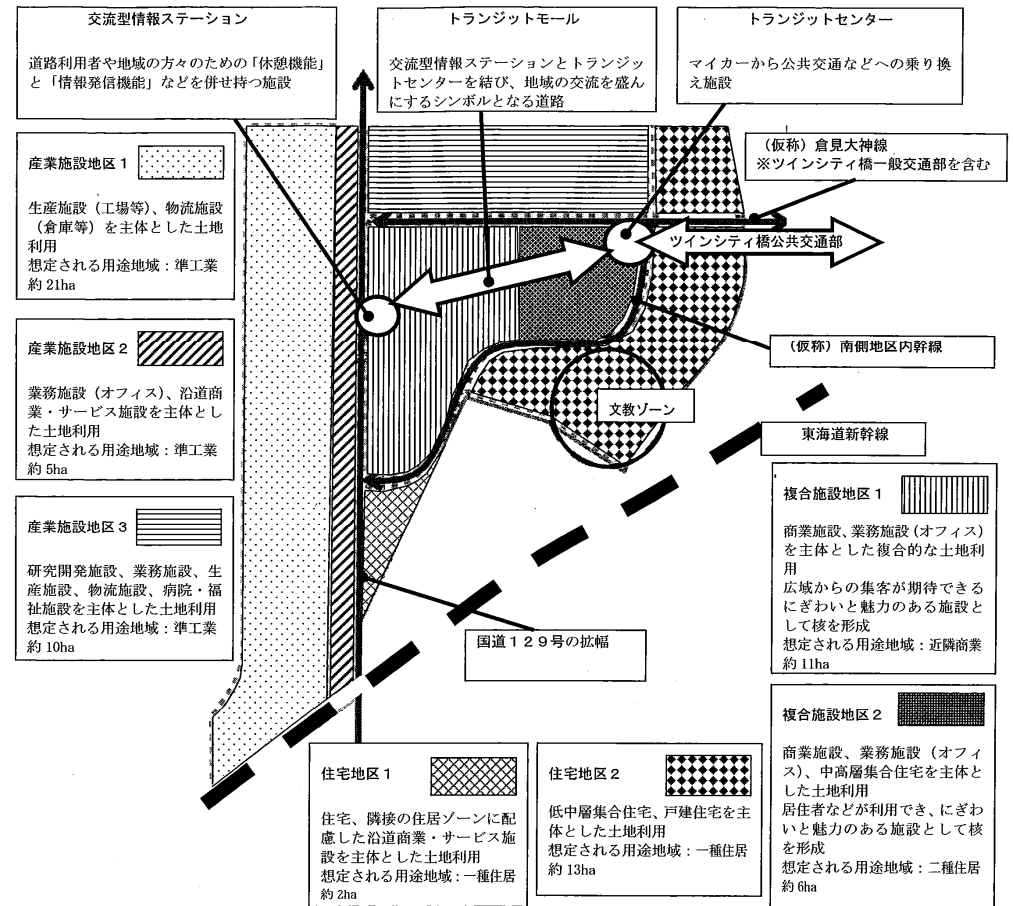 交流型情報ステーション
道路利用者や地域の方々のための「休憩機能」
と「情報発信機能」などを併せ持つ施設
トランジットモール
交流型情報ステーションとトランジッ
トセンターを結び、地域の交流を盛ん
にするシンボルとなる道路
トランジットセンター
マイカーから公共交通などへの乗り換
え施設
(仮称)倉見大神線
※ツインシティ橋一般交通部を含む
産業施設地区1
生産施設(工場等)、物流施設
(倉庫等)を主体とした土地
利用
想定される用途地域:準工業
約21ha
ツインシティ橋公共交通部
産業施設地区2
業務施設(オフィス)、沿道商
業・サービス施設を主体とし
た土地利用
想定される用途地域:準工業
約5ha
(仮称)南側地区内幹線
文教ゾーン
東海道新幹線
産業施設地区3
研究開発施設、業務施設、生
産施設、物流施設、病院・福
祉施設を主体とした土地利用
想定される用途地域:準工業
約10ha
複合施設地区1
商業施設、業務施設(オフィス)
を主体とした複合的な土地利
用
広域からの集客が期待できる
にぎわいと魅力のある施設と
して核を形成
想定される用途地域:近隣商業
約11ha
国道129号の拡幅
複合施設地区2
商業施設、業務施設(オフィ
ス)、中高層集合住宅を主体と
した土地利用
居住者などが利用でき、にぎわ
いと魅力のある施設として核
を形成
想定される用途地域:二種住居
約6ha
住宅地区1
住宅、隣接の住居ゾーンに配
慮した沿道商業・サービス施
設を主体とした土地利用
想定される用途地域:一種住居
約2ha
住宅地区2
低中層集合住宅、戸建住宅を主
体とした土地利用
想定される用途地域:一種住居
約13ha